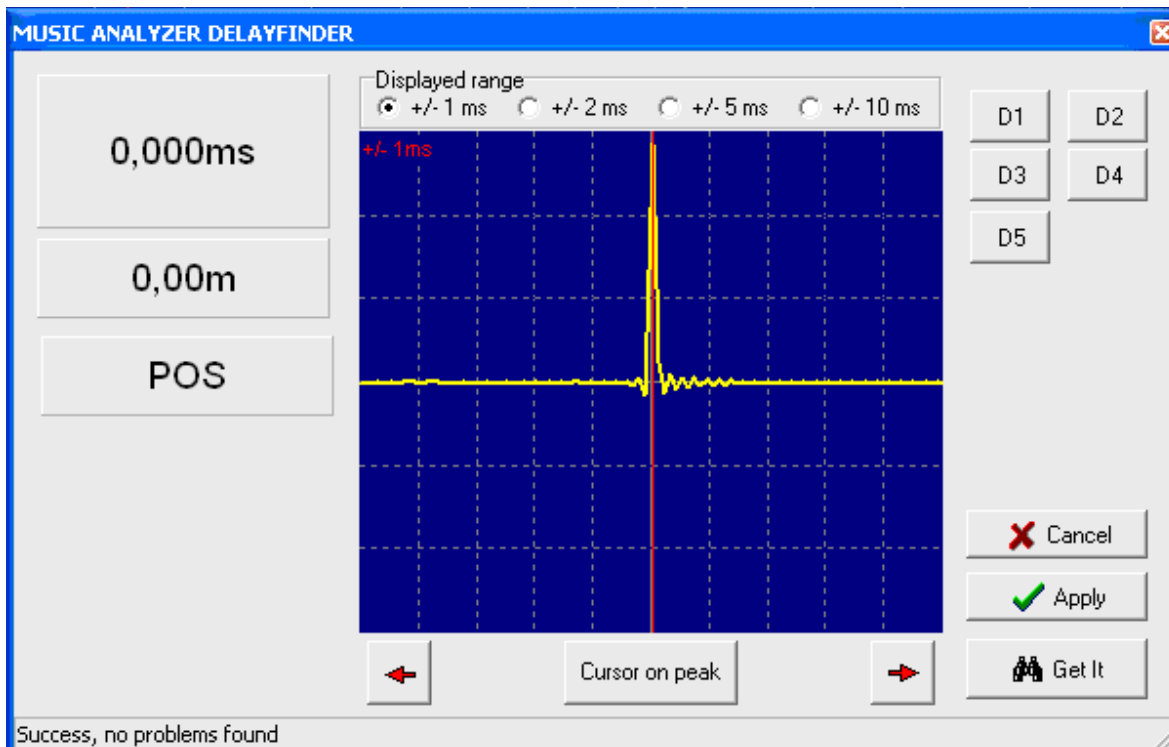 MUSIC ANALYZER DELAYFINDER
0,000ms
0,00m
POS
Displayed range
+/- 1 ms
+/- 2 ms
+/- 5 ms
+/- 10 ms
+/- 1ms
D1
D2
D3
D4
D5
Cancel
Apply
Get It
Cursor on peak
Success, no problems found